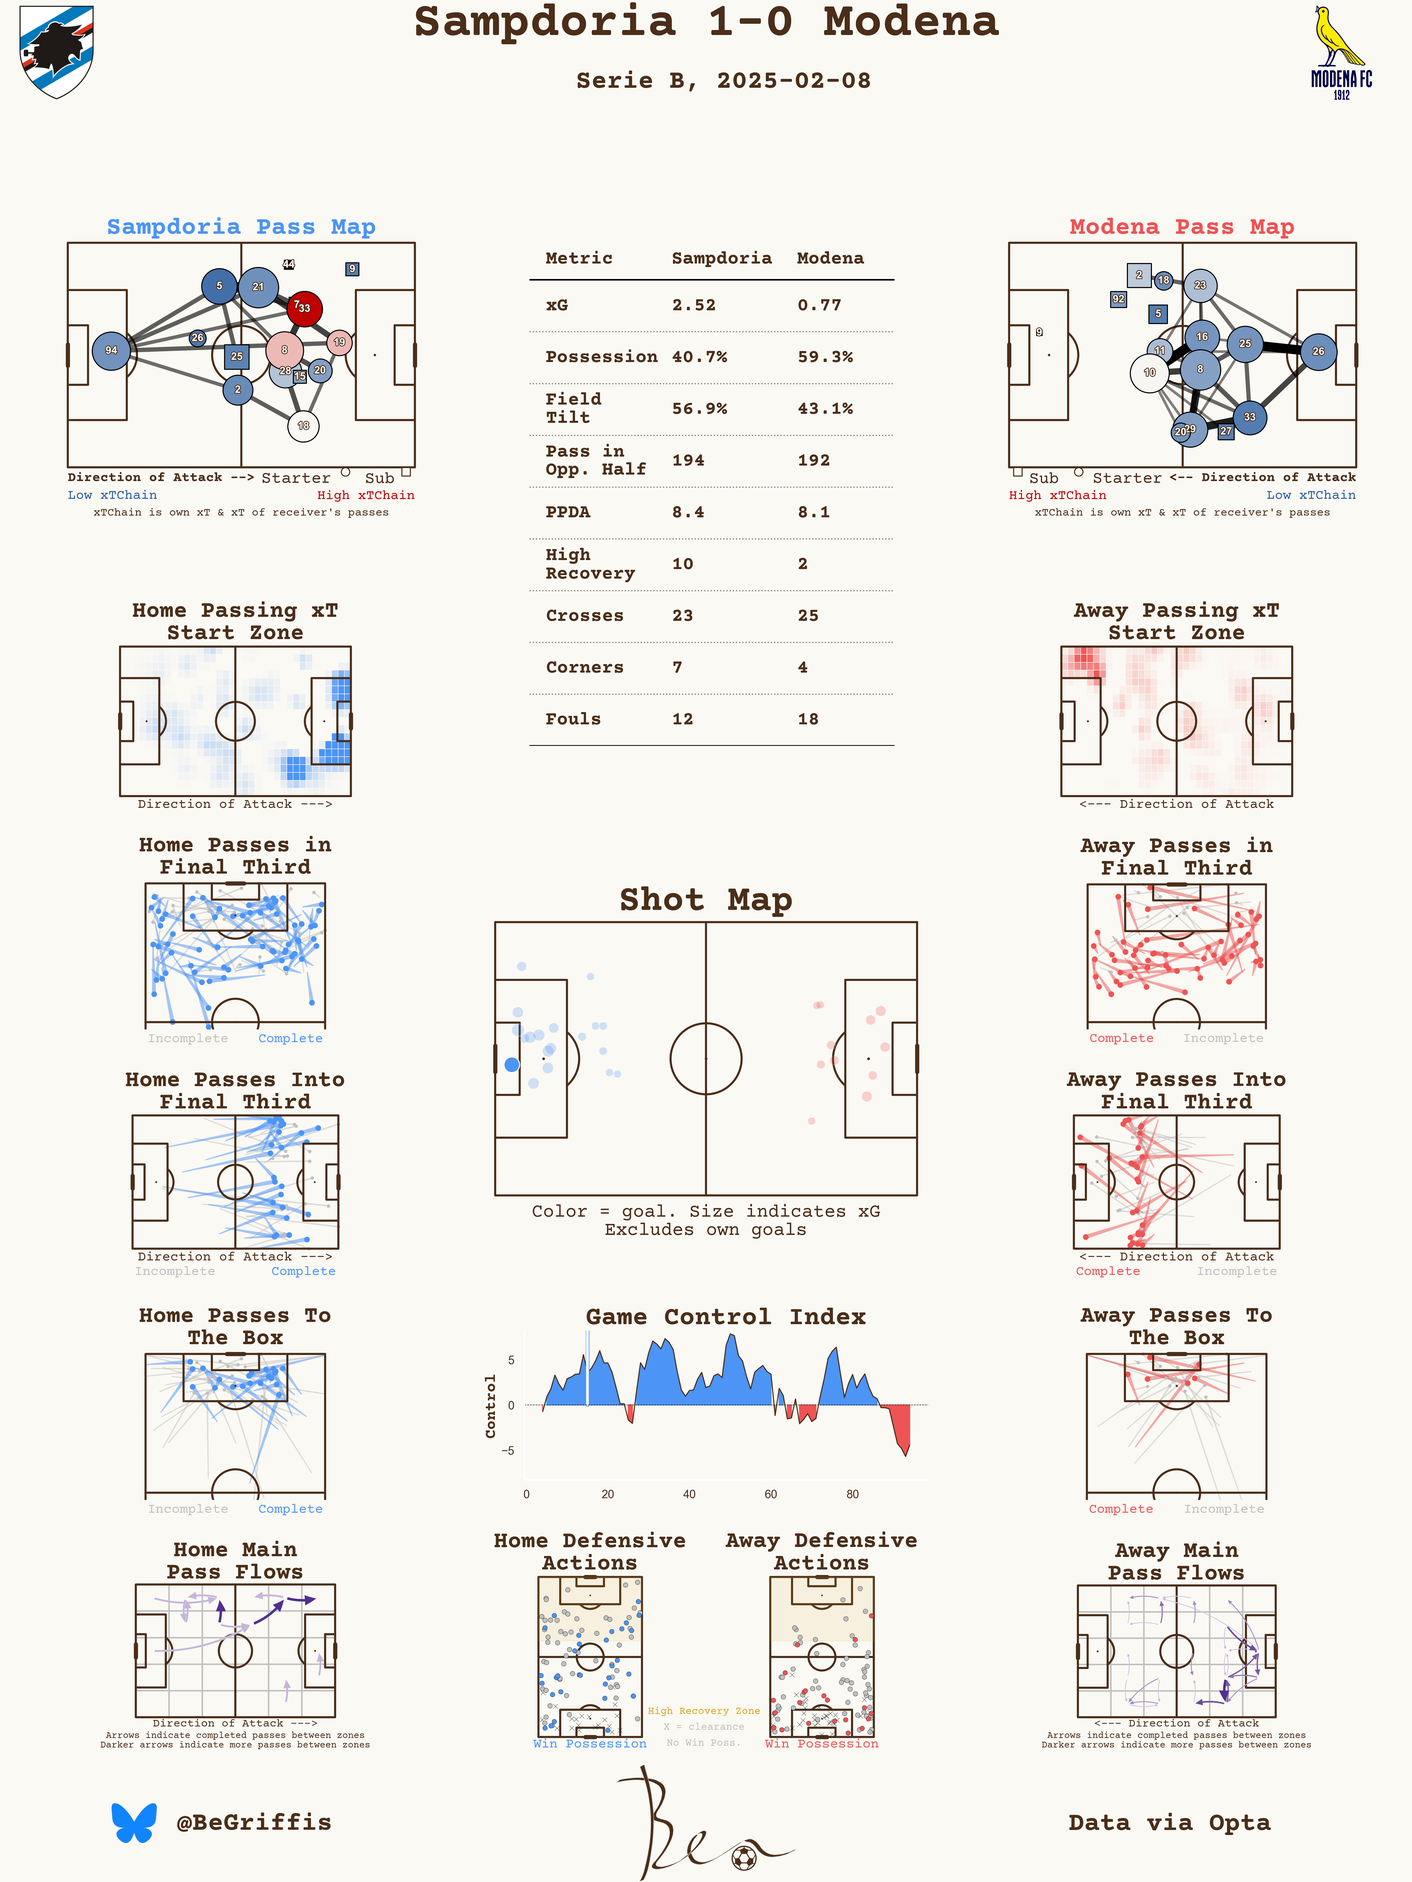 Sampdoria 1-0 Modena
Serie B, 2025-02-08
MODENA FC
1912
Sampdoria Pass Map
44
9
5
21
7
33
26
94
25
8
19
28
15
20
2
18
Direction of Attack --> Starter Sub
Low xTChain High xTChain
xTChain is own xT & xT of receiver's passes
Metric Sampdoria Modena
xG 2.52 0.77
Possession 40.7% 59.3%
Field
Tilt 56.9% 43.1%
Pass in
Opp. Half 194 192
PPDA 8.4 8.1
High
Recovery 10 2
Crosses 23 25
Corners 7 4
Fouls 12 18
Modena Pass Map
2
18
23
92
5
9
16
25
11
26
10
8
33
20
29
27
Sub Starter <-- Direction of Attack
High xTChain Low xTChain
xTChain is own xT & xT of receiver's passes
Home Passing xT
Start Zone
Direction of Attack --->
Away Passing xT
Start Zone
<--- Direction of Attack
Home Passes in
Final Third
Incomplete Complete
Away Passes in
Final Third
Complete Incomplete
Shot Map
Color = goal. Size indicates xG
Excludes own goals
Home Passes Into
Final Third
Direction of Attack --->
Incomplete Complete
Away Passes Into
Final Third
<--- Direction of Attack
Complete Incomplete
Home Passes To
The Box
Incomplete Complete
Game Control Index
Control
5
0
−5
0 20 40 60 80
Away Passes To
The Box
Complete Incomplete
Home Main
Pass Flows
Direction of Attack --->
Arrows indicate completed passes between zones
Darker arrows indicate more passes between zones
Home Defensive
Actions
Win Possession
High Recovery Zone
X = clearance
No Win Poss.
Away Defensive
Actions
Win Possession
Away Main
Pass Flows
<--- Direction of Attack
Arrows indicate completed passes between zones
Darker arrows indicate more passes between zones
@BeGriffis
Ben
Data via Opta